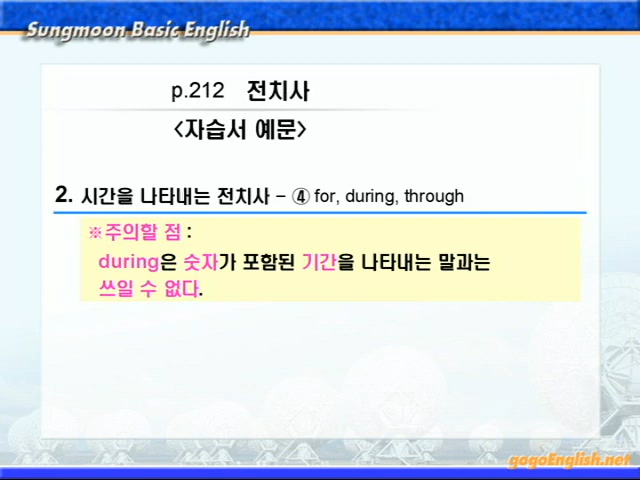 Sungmoon Basic English
p.212 전치사
<자습서 예문>
2. 시간을 나타내는 전치사 - ④ for, during, through
※주의할 점 :
during은 숫자가 포함된 기간을 나타내는 말과는
쓰일 수 없다.
gogoEnglish.net